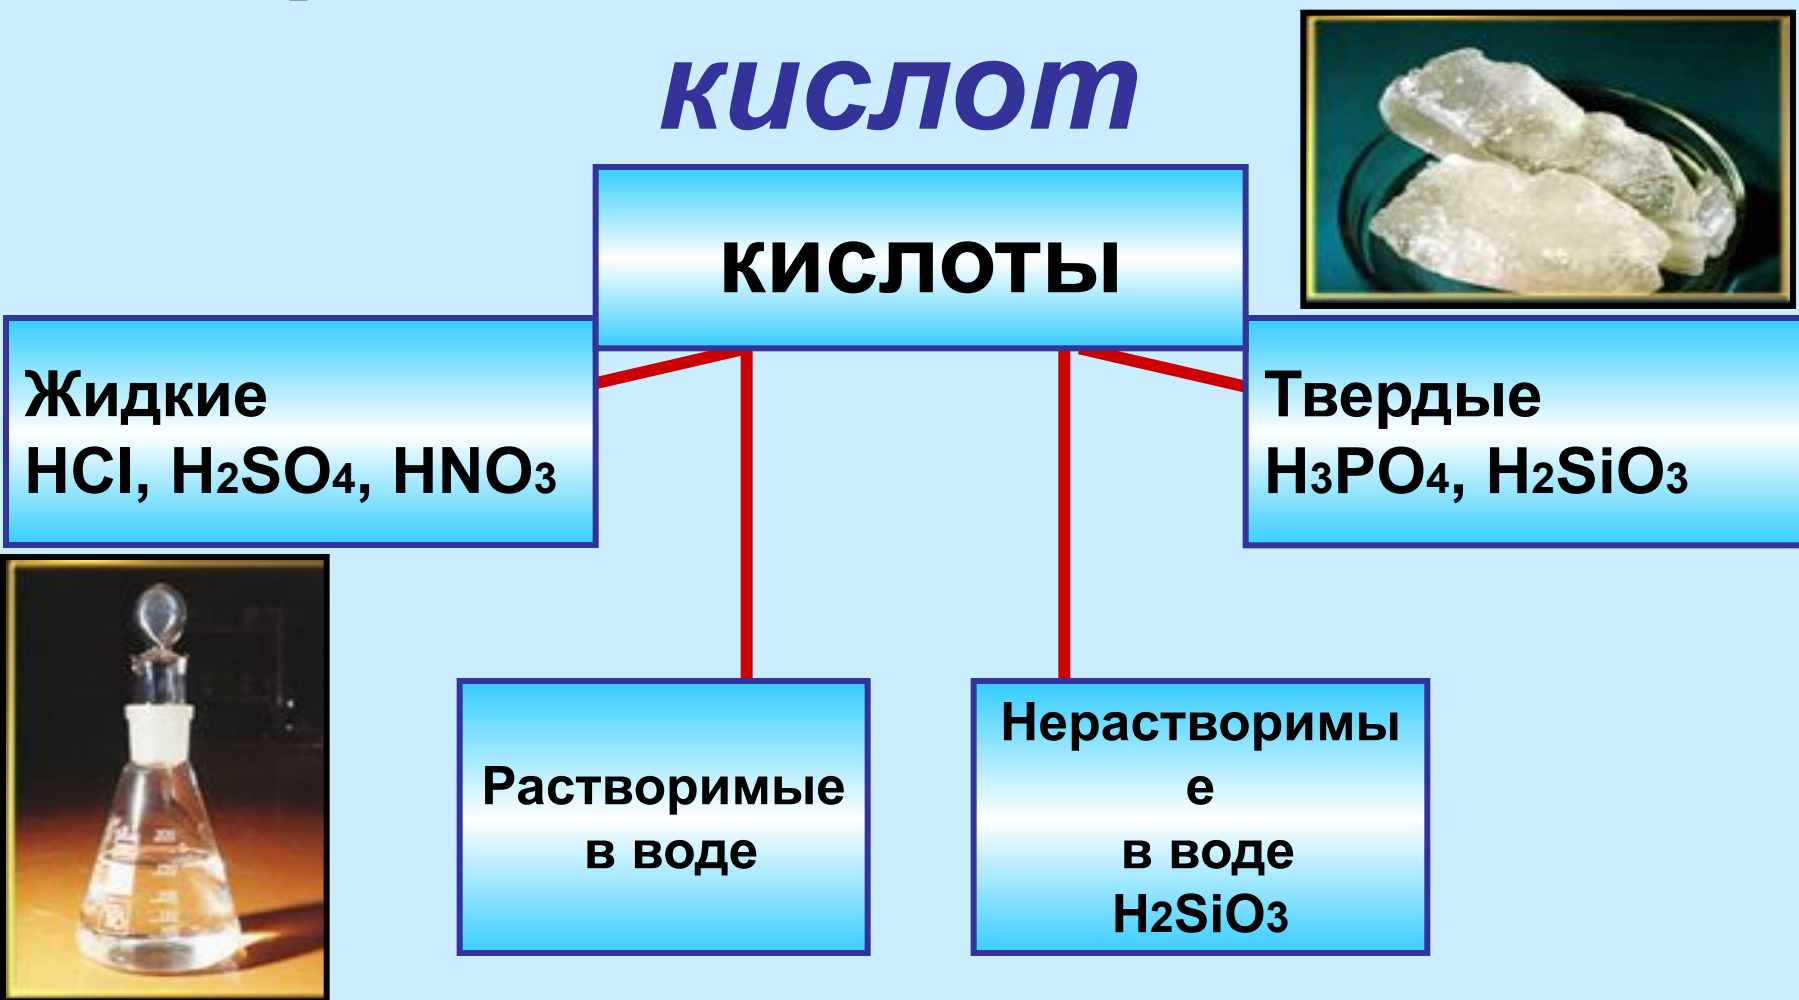 кислот
кислоты
Жидкие
HCl, H2SO4, HNO3
Твердые
H3PO4, H2SiO3
Растворимые
в воде
Нерастворимы
е
в воде
H2SiO3